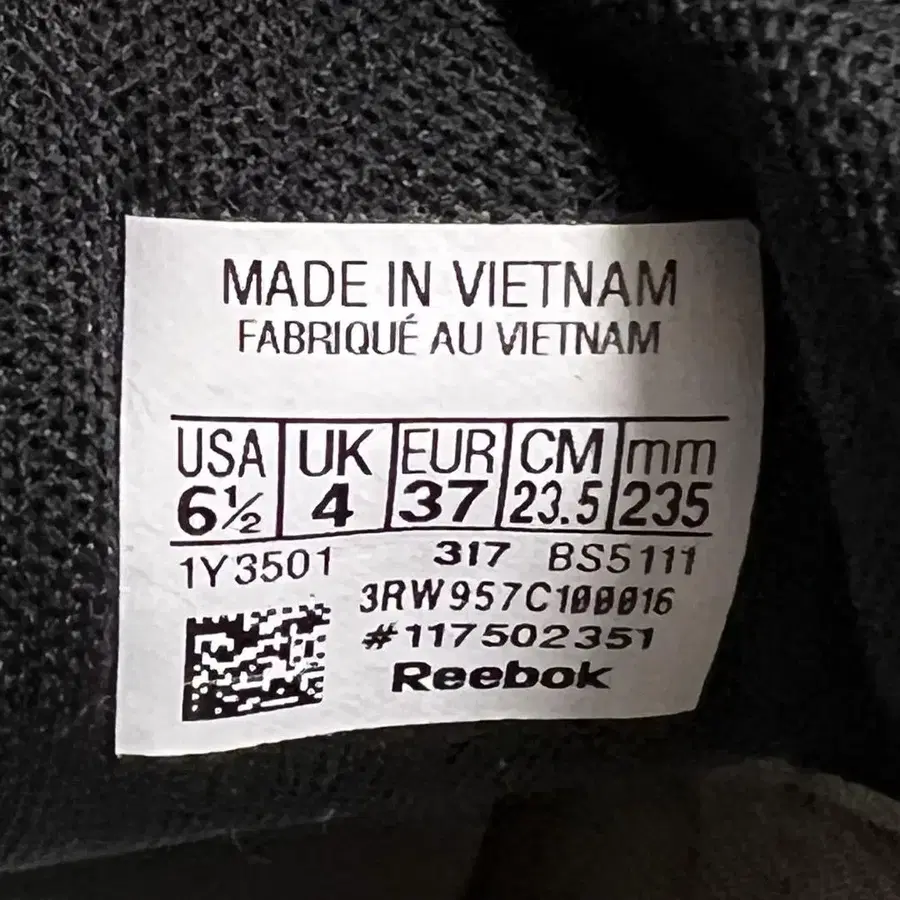 MADE IN VIETNAM
FABRIQUÉ AU VIETNAM
USA UK EUR CM mm
6½ 4 37 23.5 235
1Y3501 317 BS5111
3RW957C100016
#117502351
Reebok